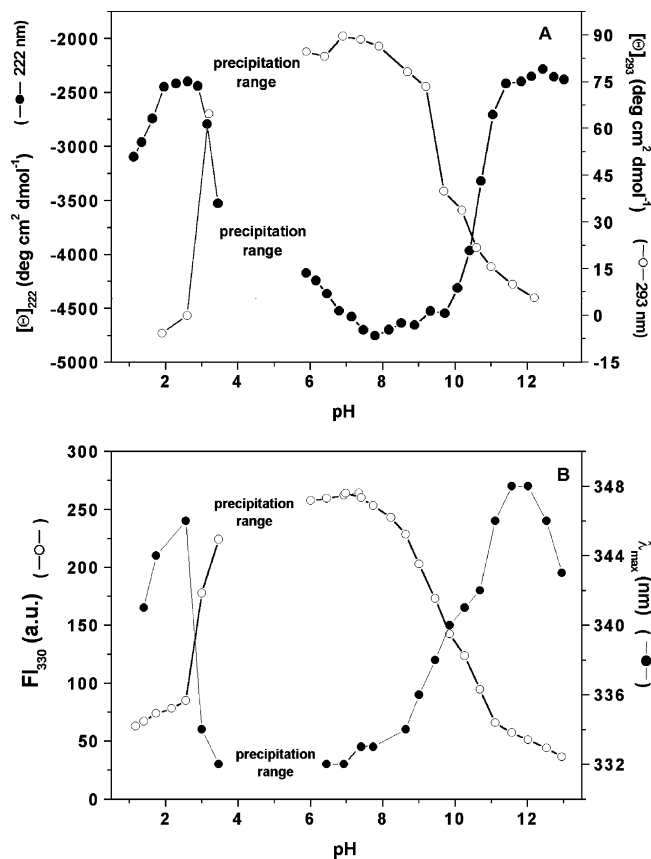 A
precipitation
range
precipitation
range
-2000
-2500
-3000
-3500
-4000
-4500
-5000
[Θ]222 (deg cm2 dmol-1) (—●— 222 nm)
90
75
60
45
30
15
0
-15
[Θ]293 (deg cm2 dmol-1) (—○—293 nm)
2 4 6 8 10 12
pH
B
precipitation
range
precipitation
range
300
250
200
150
100
50
0
FI330 (a.u.) (—○—)
348
344
340
336
332
λmax (nm) (—●—)
2 4 6 8 10 12
pH